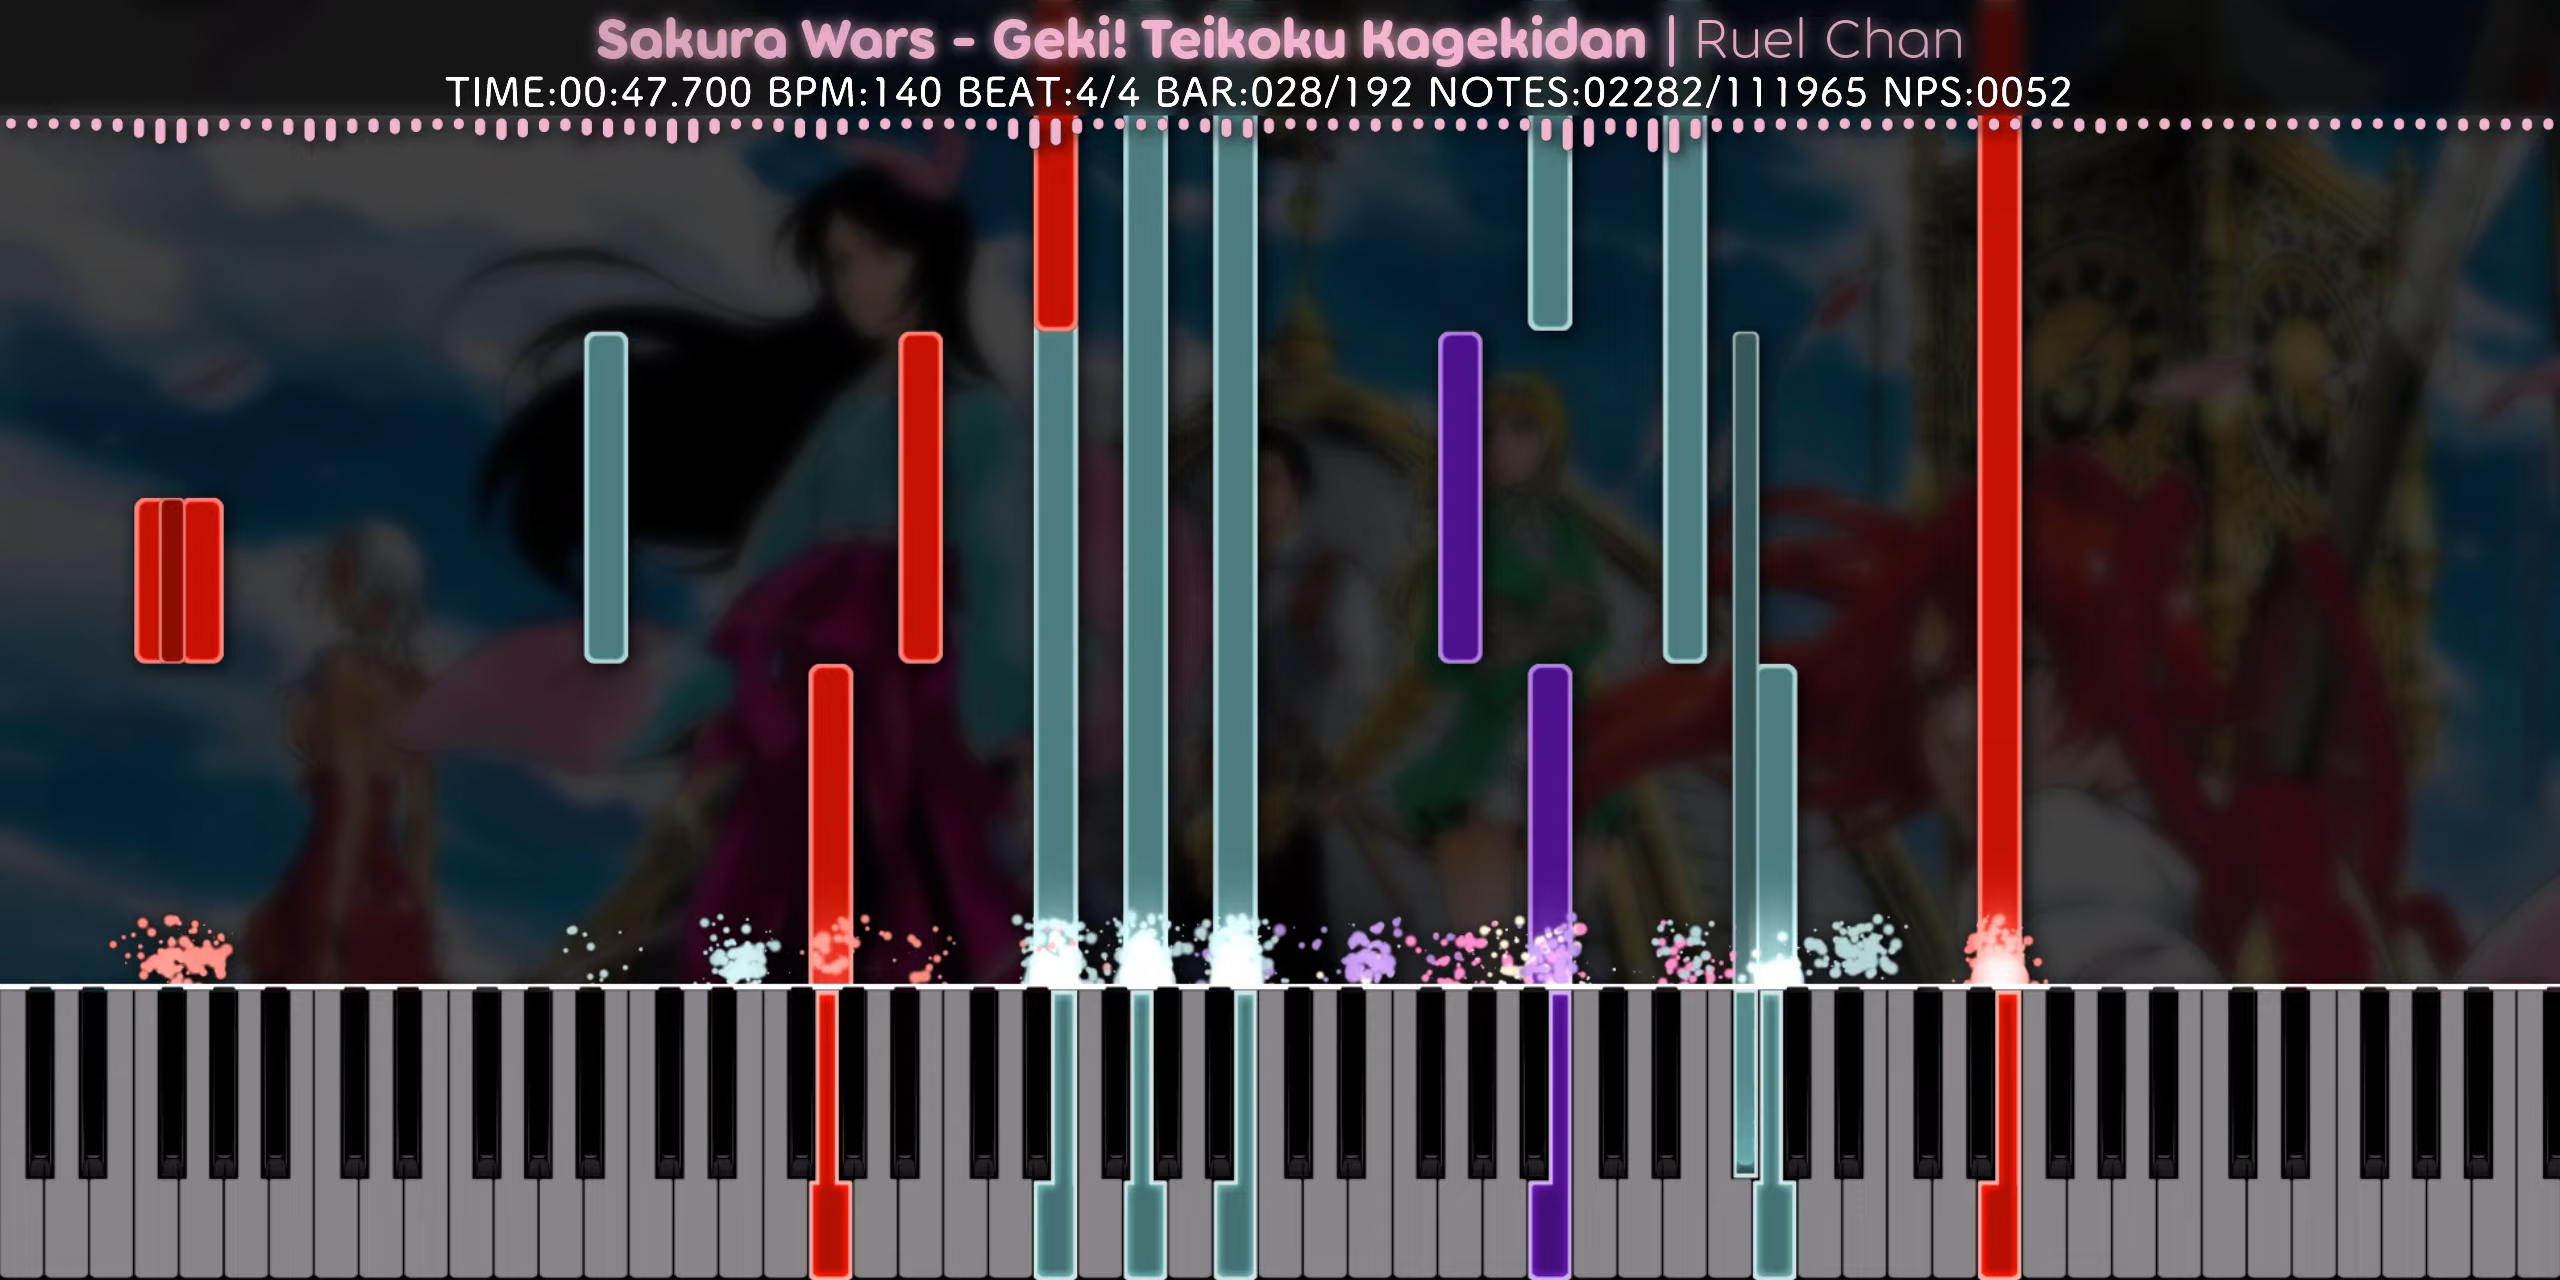 Sakura Wars - Geki! Teikoku Kagekidan | Ruel Chan
TIME:00:47.700 BPM:140 BEAT:4/4 BAR:028/192 NOTES:02282/111965 NPS:0052